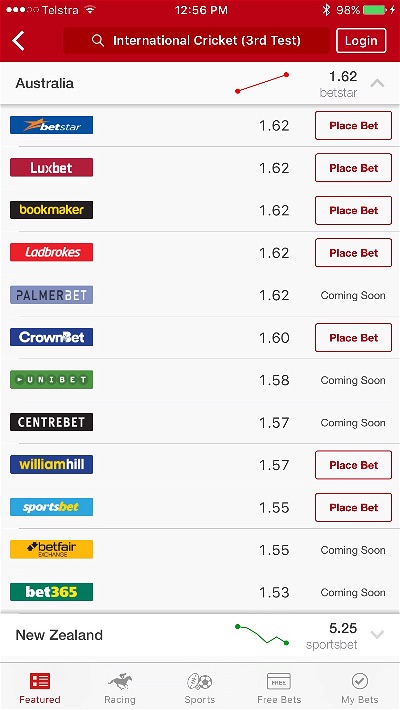 Telstra 12:56 PM 98%
International Cricket (3rd Test) Login
Australia 1.62
betstar
betstar 1.62 Place Bet
Luxbet 1.62 Place Bet
bookmaker 1.62 Place Bet
Ladbrokes 1.62 Place Bet
PALMERBET 1.62 Coming Soon
CrownBet 1.60 Place Bet
UNIBET 1.58 Coming Soon
CENTREBET 1.57 Coming Soon
williamhill 1.57 Place Bet
sportsbet 1.55 Place Bet
betfair
EXCHANGE 1.55 Coming Soon
bet365 1.53 Coming Soon
New Zealand 5.25
sportsbet
FREE
Featured Racing Sports Free Bets My Bets